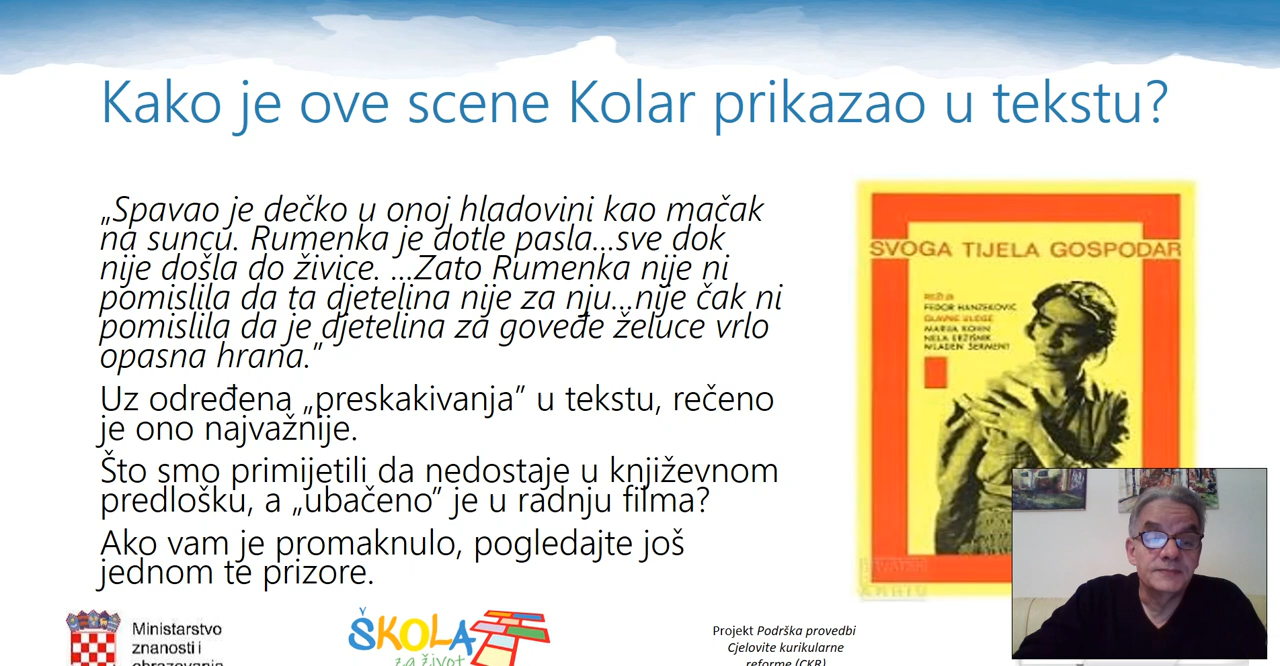 Kako je ove scene Kolar prikazao u tekstu?
„Spavao je dečko u onoj hladovini kao mačak
na suncu. Rumenka je dotle pasla...sve dok
nije došla do živice. ...Zato Rumenka nije ni
pomislila da ta djetelina nije za nju...nije čak ni
pomislila da je djetelina za goveđe želuce vrlo
opasna hrana.”
Uz određena „preskakivanja” u tekstu, rečeno
je ono najvažnije.
Što smo primijetili da nedostaje u književnom
predlošku, a „ubačeno” je u radnju filma?
Ako vam je promaknulo, pogledajte još
jednom te prizore.
SVOGA TIJELA GOSPODAR
REŽIJA
FEDOR HANŽEKOVIĆ
GLAVNE ULOGE
MARIJA KOHN
NELA ERŽIŠNIK
MLADEN ŠERMENT
Ministarstvo
znanosti i
obrazovanja
ŠKOLA
za život
Projekt Podrška provedbi
Cjelovite kurikularne
reforme (CKR)